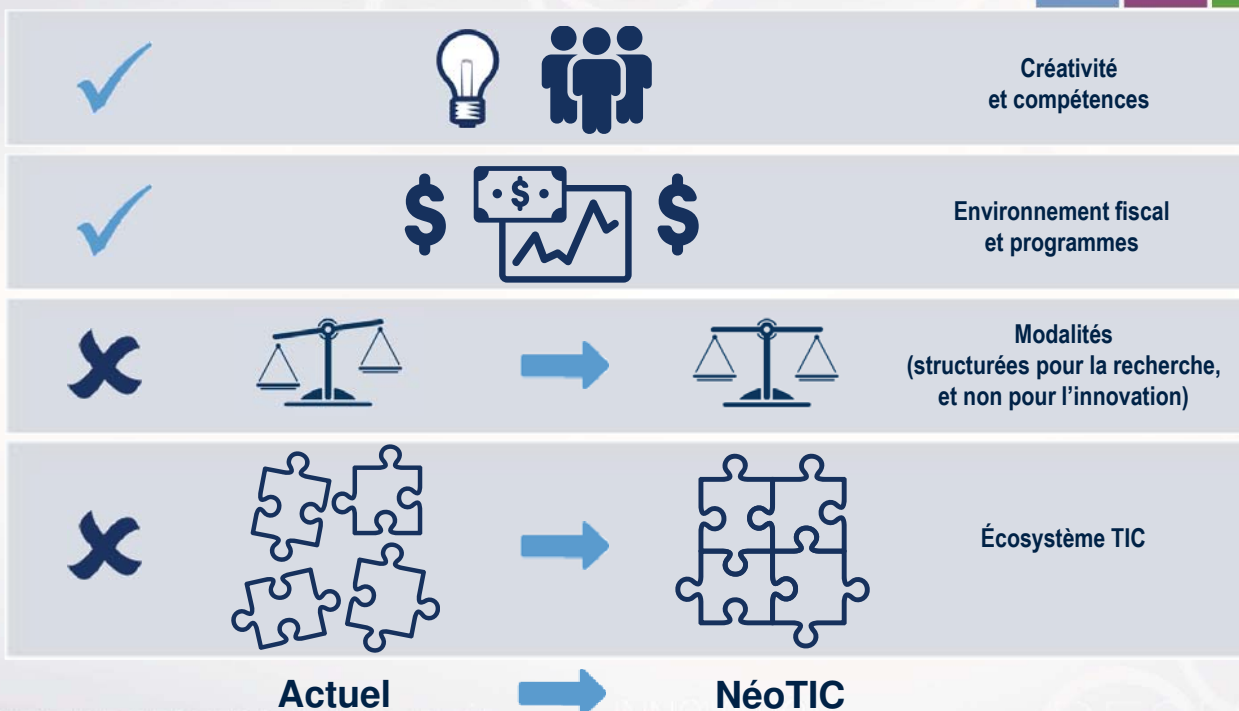 Créativité
et compétences
$ $ $
Environnement fiscal
et programmes
Modalités
(structurées pour la recherche,
et non pour l’innovation)
Écosystème TIC
Actuel
NéoTIC